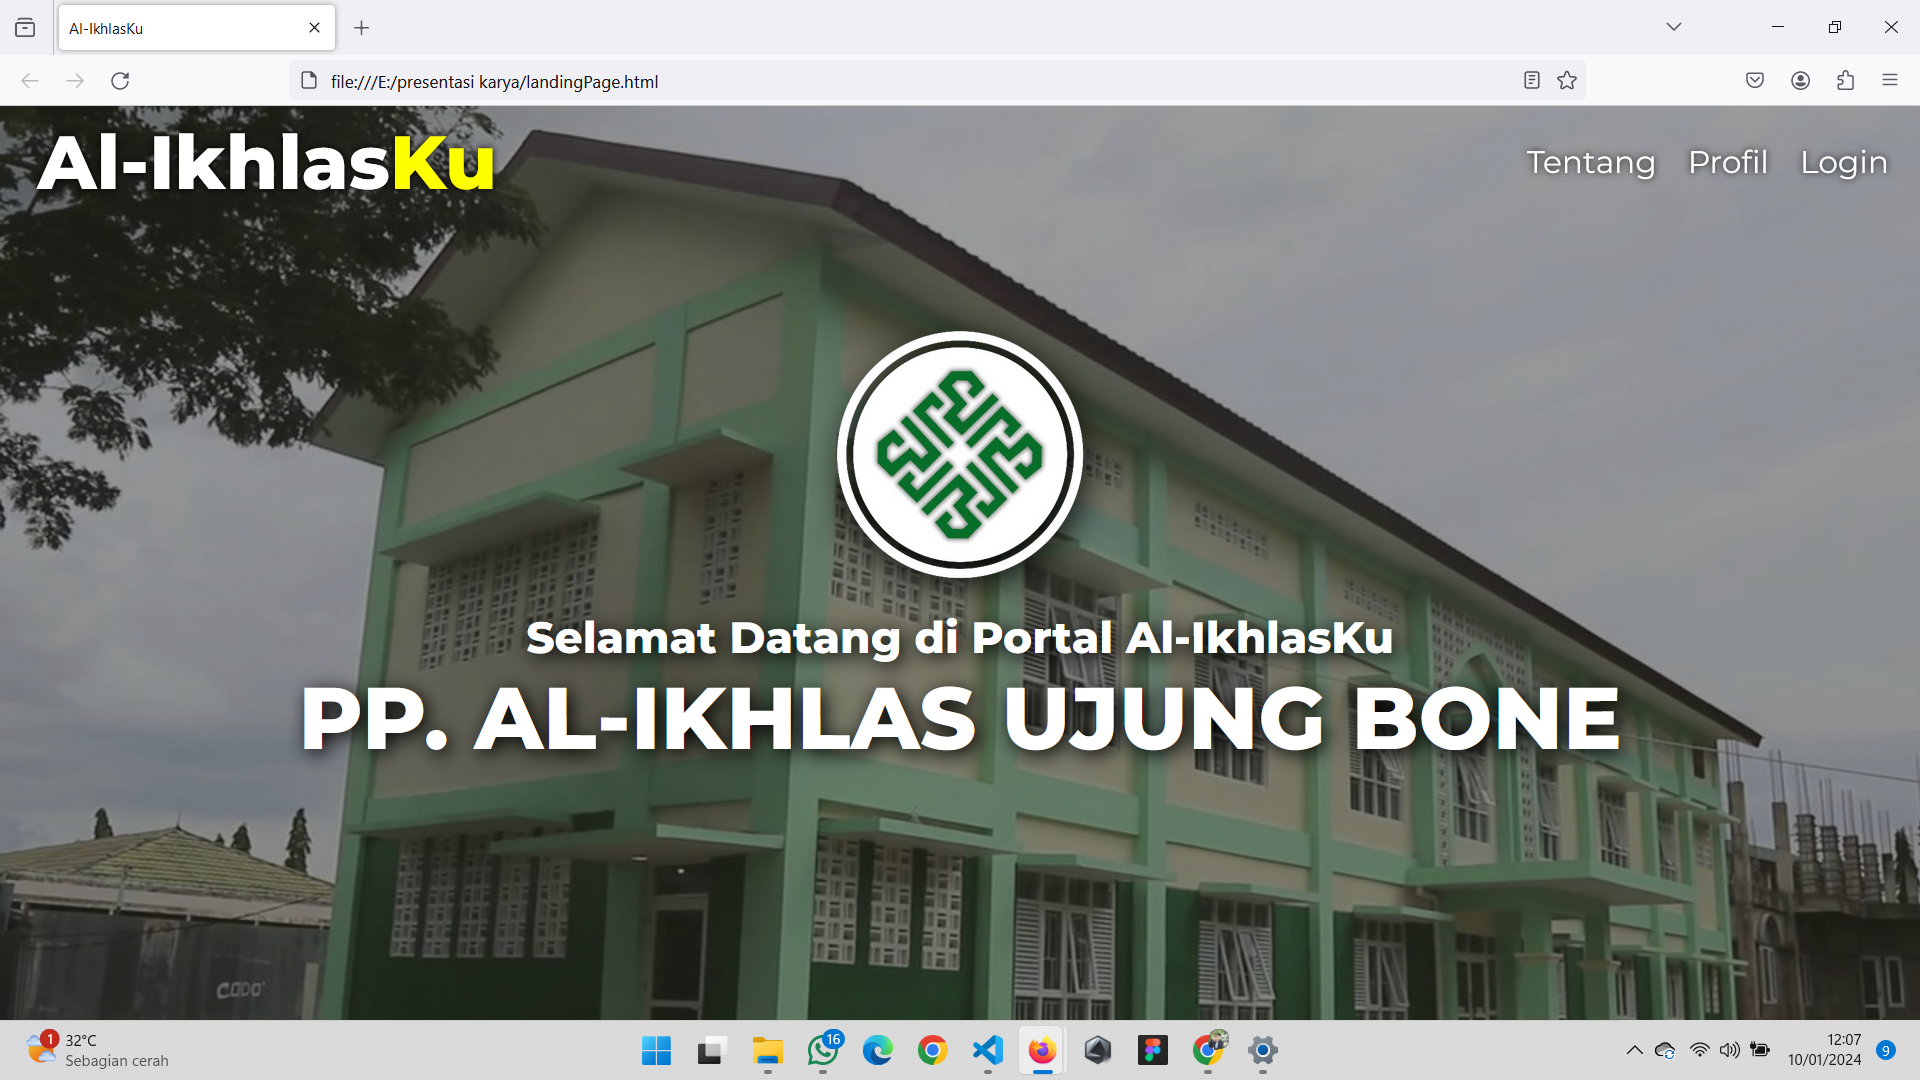 Al-IkhlasKu
file:///E:/presentasi karya/landingPage.html
Al-IkhlasKu
Tentang Profil Login
Selamat Datang di Portal Al-IkhlasKu
PP. AL-IKHLAS UJUNG BONE
1
32°C
Sebagian cerah
16
12:07
10/01/2024
9